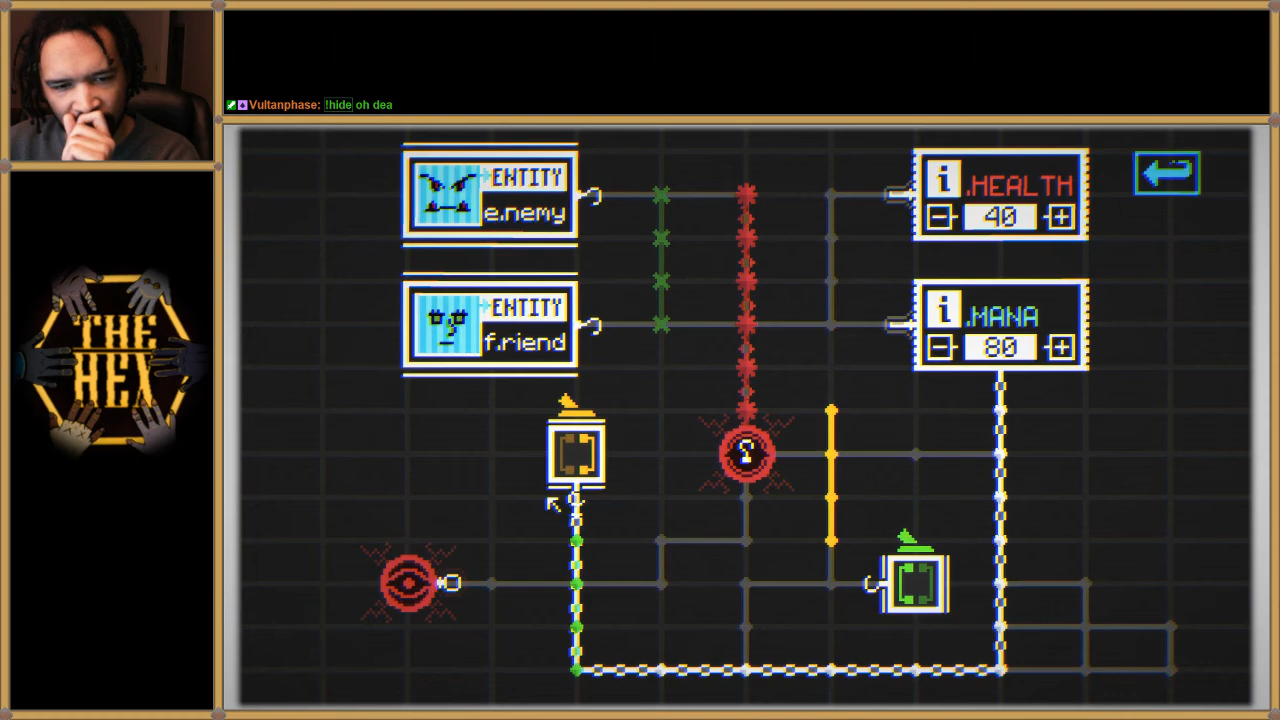 Vultanphase: !hide oh dea
ENTITY
e.nemy
i .HEALTH
- 40 +
ENTITY
f.riend
i .MANA
- 80 +
?
THE
HEX